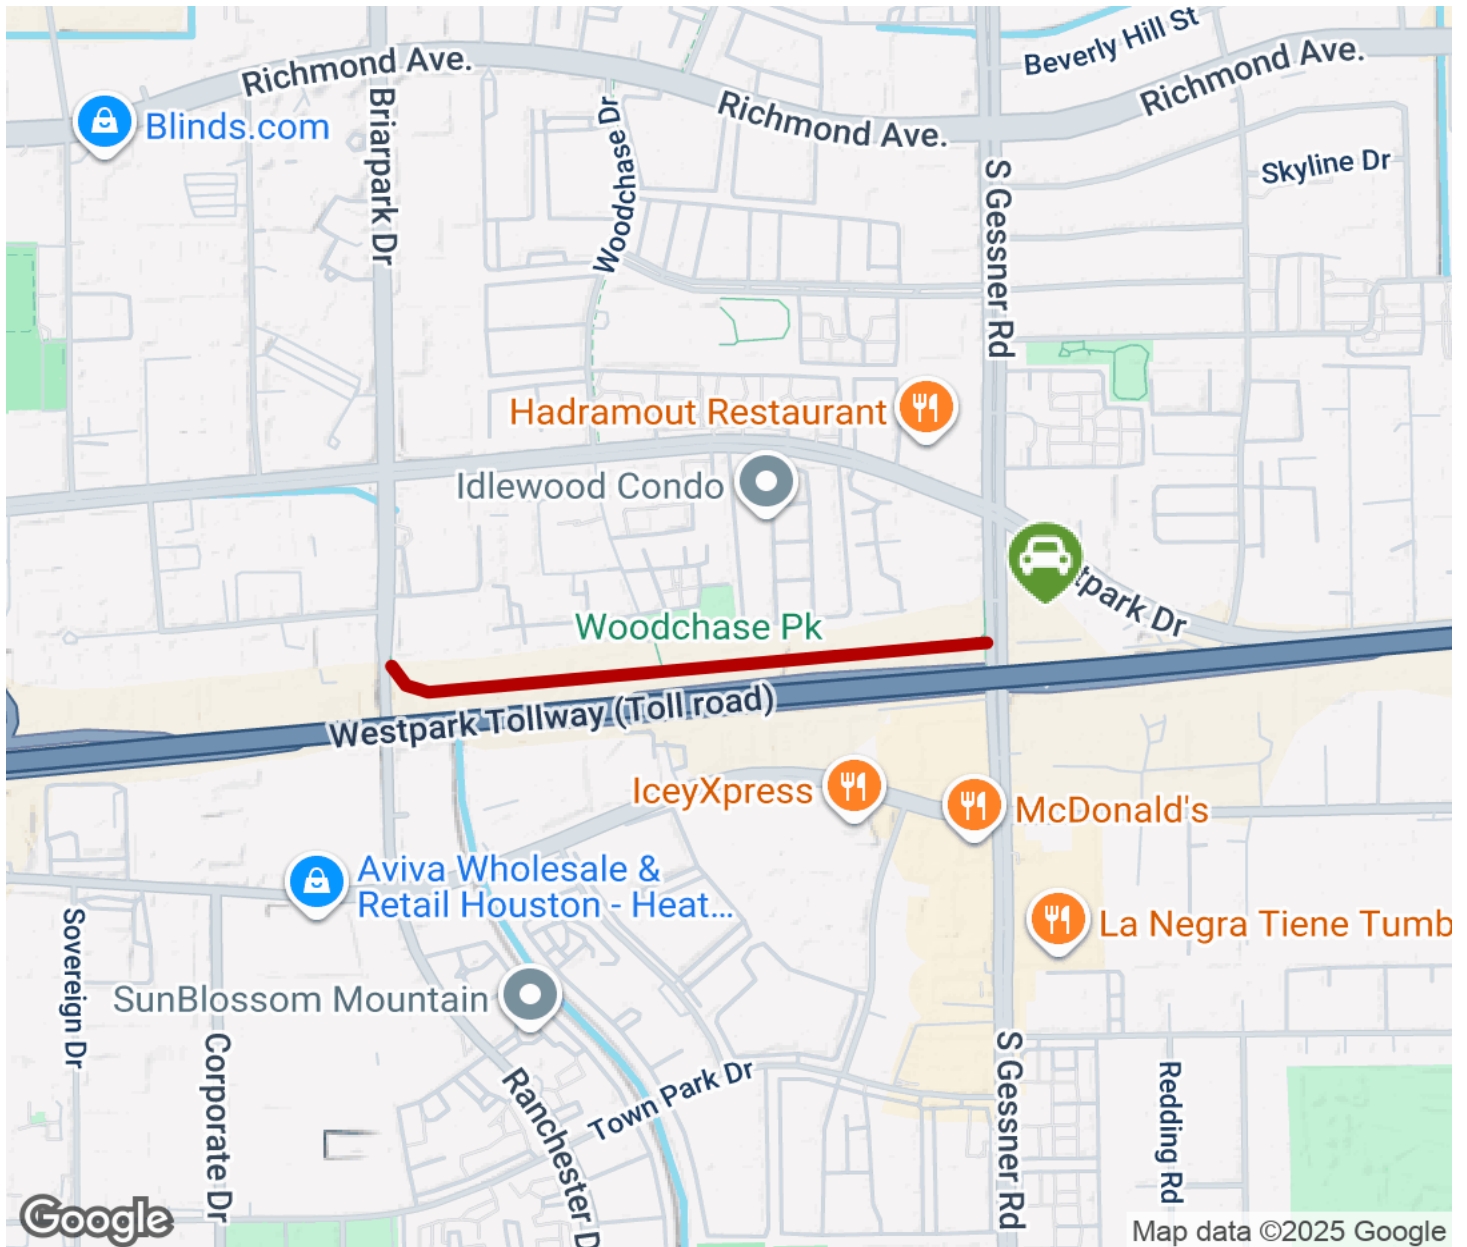 Beverly Hill St
Richmond Ave.
Richmond Ave.
Richmond Ave.
Blinds.com
Briarpark Dr
Woodchase Dr
S Gessner Rd
Skyline Dr
Hadramout Restaurant
Idlewood Condo
tpark Dr
Woodchase Pk
Westpark Tollway (Toll road)
IceyXpress
McDonald's
Aviva Wholesale &
Retail Houston - Heat...
La Negra Tiene Tumb
Sovereign Dr
SunBlossom Mountain
Corporate Dr
Ranchester D
Town Park Dr
S Gessner Rd
Redding Rd
Google
Map data ©2025 Google